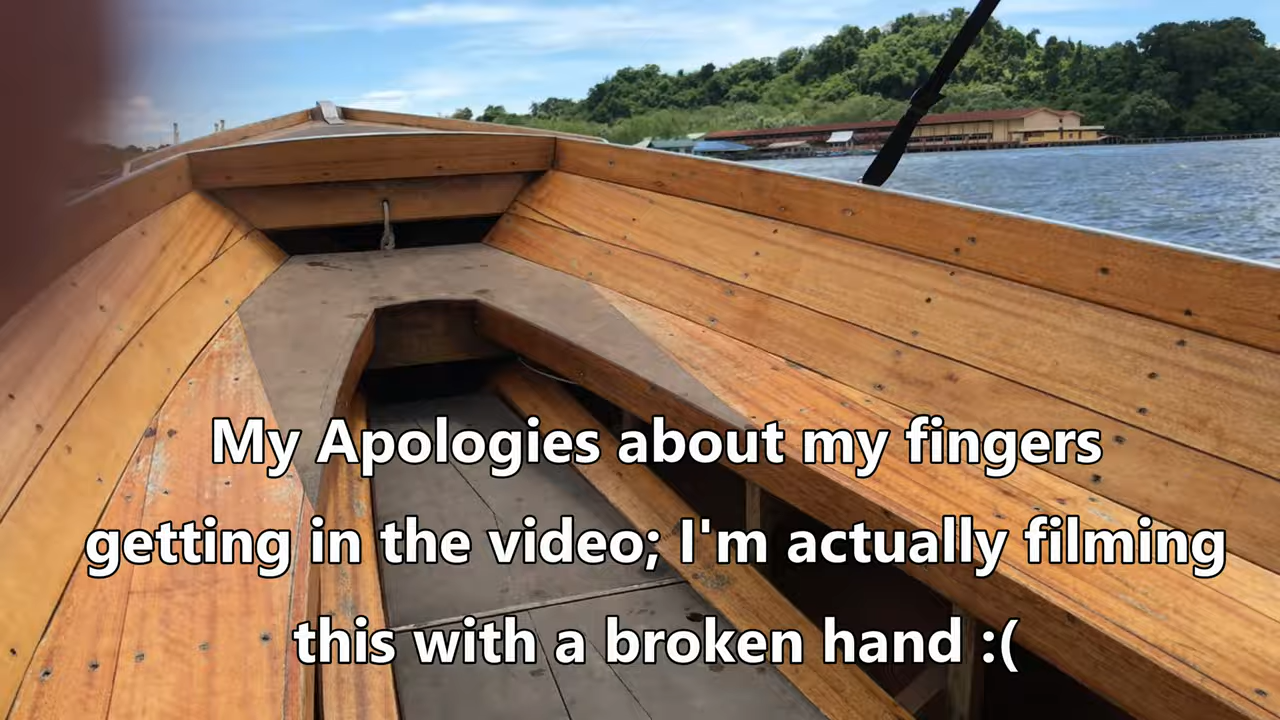 My Apologies about my fingers
getting in the video; I'm actually filming
this with a broken hand :(